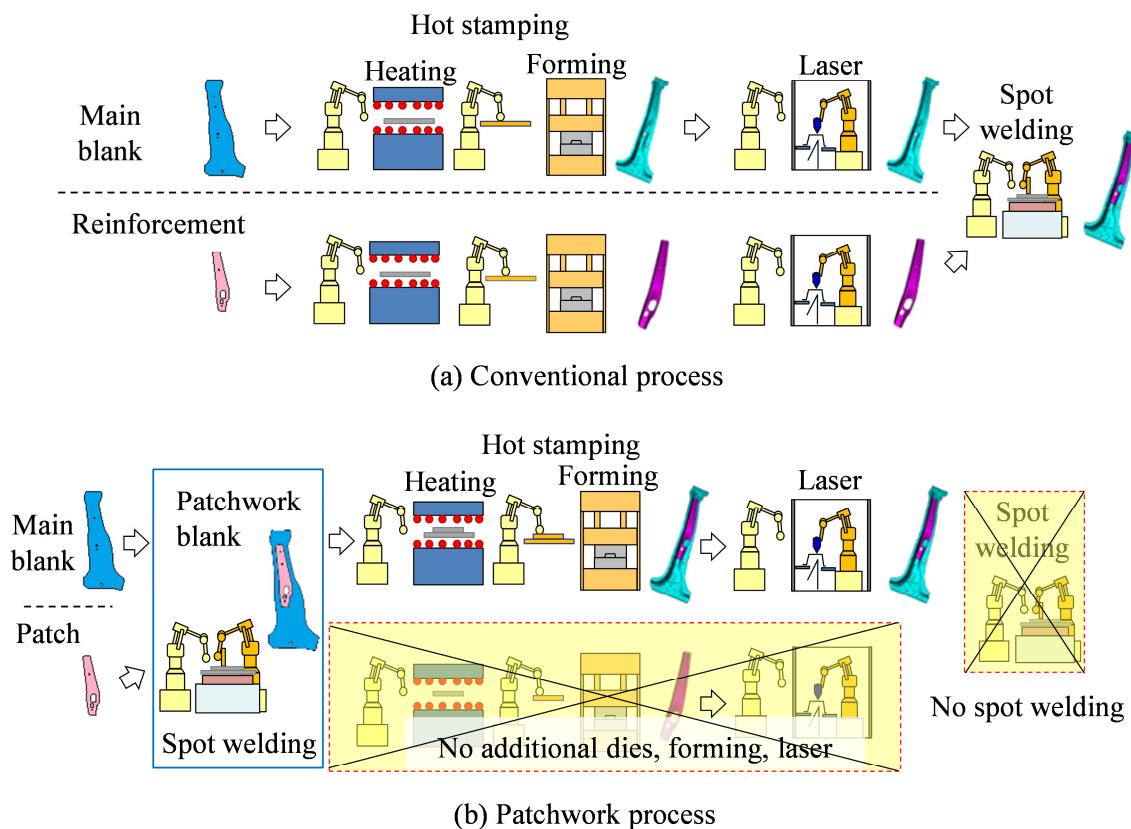 Hot stamping
Heating
Forming
Laser
Main
blank
Spot
welding
Reinforcement
(a) Conventional process
Hot stamping
Heating
Forming
Laser
Main
blank
Patchwork
blank
Spot
welding
Patch
No spot welding
Spot welding
No additional dies, forming, laser
(b) Patchwork process